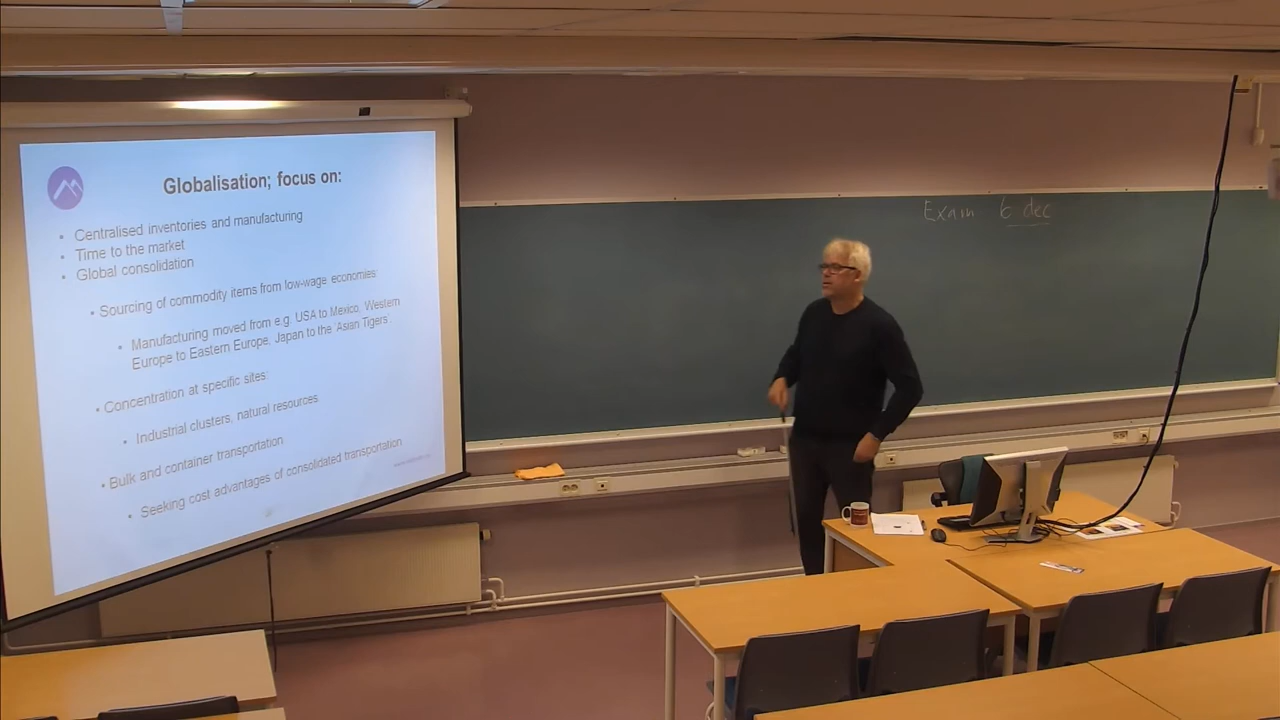 Globalisation; focus on:
• Centralised inventories and manufacturing
• Time to the market
• Global consolidation
• Sourcing of commodity items from low-wage economies:
• Manufacturing moved from e.g. USA to Mexico, Western
Europe to Eastern Europe, Japan to the 'Asian Tigers'.
• Concentration at specific sites:
• Industrial clusters, natural resources
• Bulk and container transportation
• Seeking cost advantages of consolidated transportation
Exam 6 dec